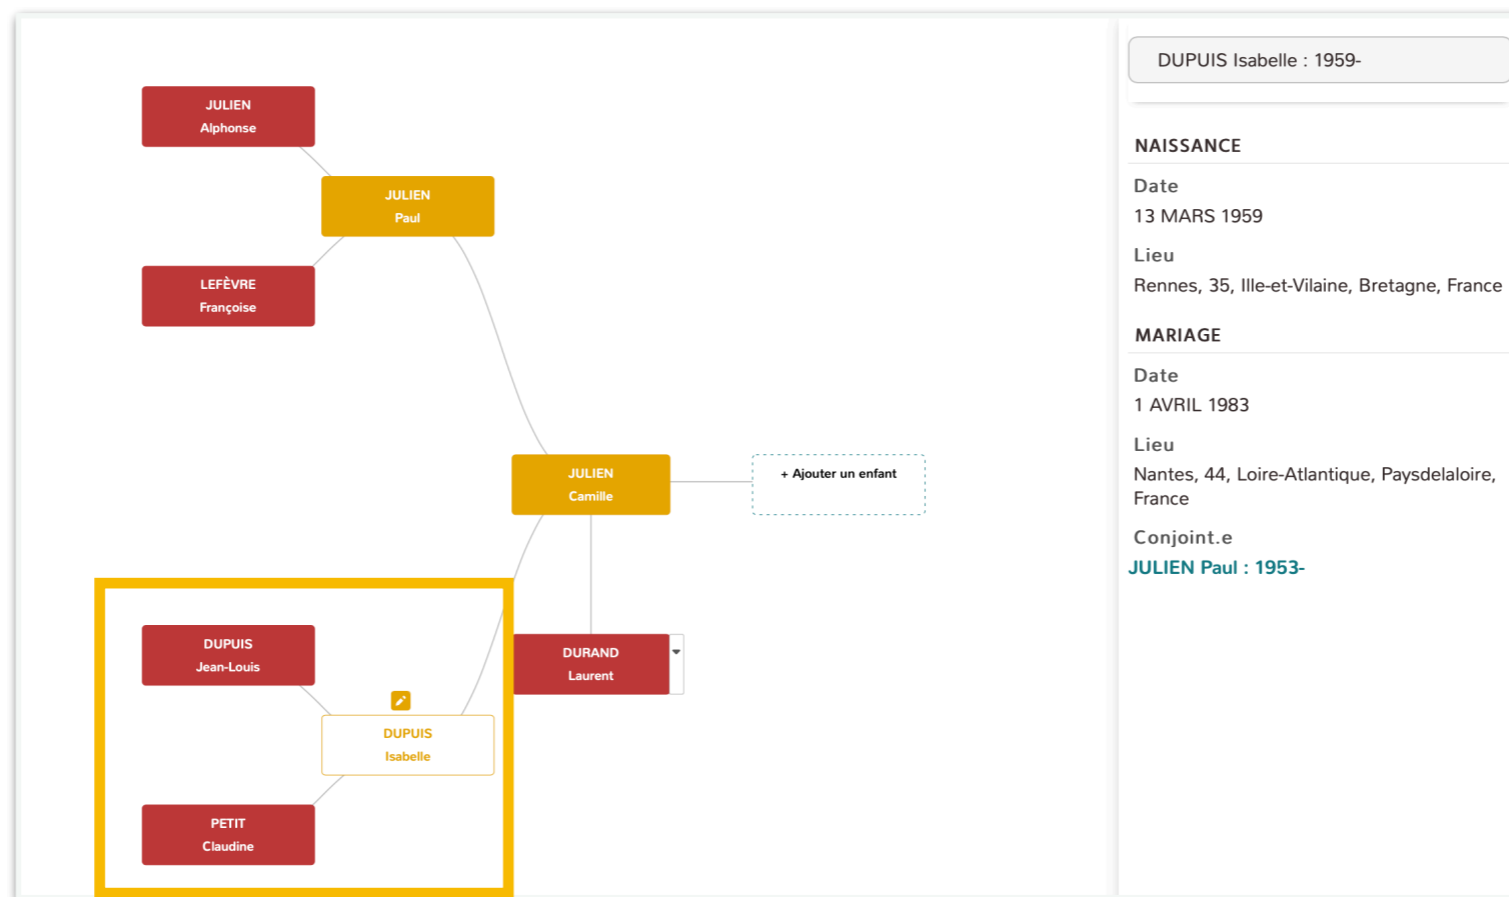 JULIEN
Alphonse
JULIEN
Paul
LEFÈVRE
Françoise
JULIEN
Camille
+ Ajouter un enfant
DUPUIS
Jean-Louis
DURAND
Laurent
DUPUIS
Isabelle
PETIT
Claudine
DUPUIS Isabelle : 1959-
NAISSANCE
Date
13 MARS 1959
Lieu
Rennes, 35, Ille-et-Vilaine, Bretagne, France
MARIAGE
Date
1 AVRIL 1983
Lieu
Nantes, 44, Loire-Atlantique, Paysdelaloire,
France
Conjoint.e
JULIEN Paul : 1953-